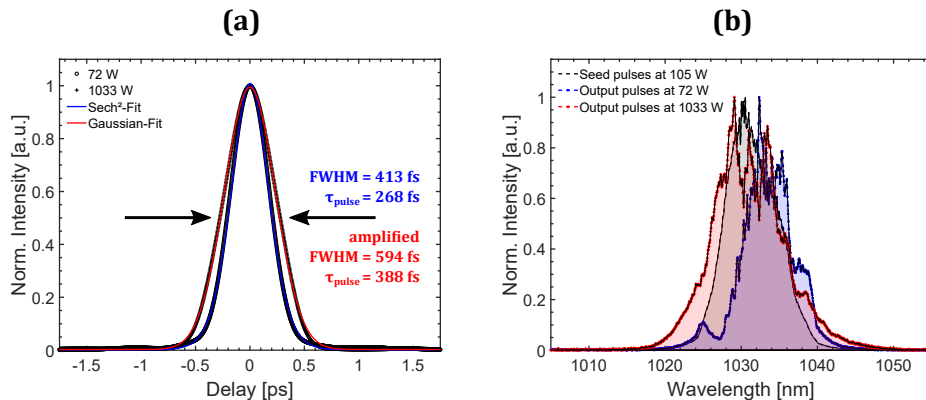 (a)
(b)
72 W
1033 W
Sech²-Fit
Gaussian-Fit
FWHM = 413 fs
τpulse = 268 fs
amplified
FWHM = 594 fs
τpulse = 388 fs
1
0.8
0.6
0.4
0.2
0
-1.5
-1
-0.5
0
0.5
1
1.5
Norm. Intensity [a.u.]
Delay [ps]
Seed pulses at 105 W
Output pulses at 72 W
Output pulses at 1033 W
1
0.8
0.6
0.4
0.2
0
1010
1020
1030
1040
1050
Norm. Intensity [a.u.]
Wavelength [nm]